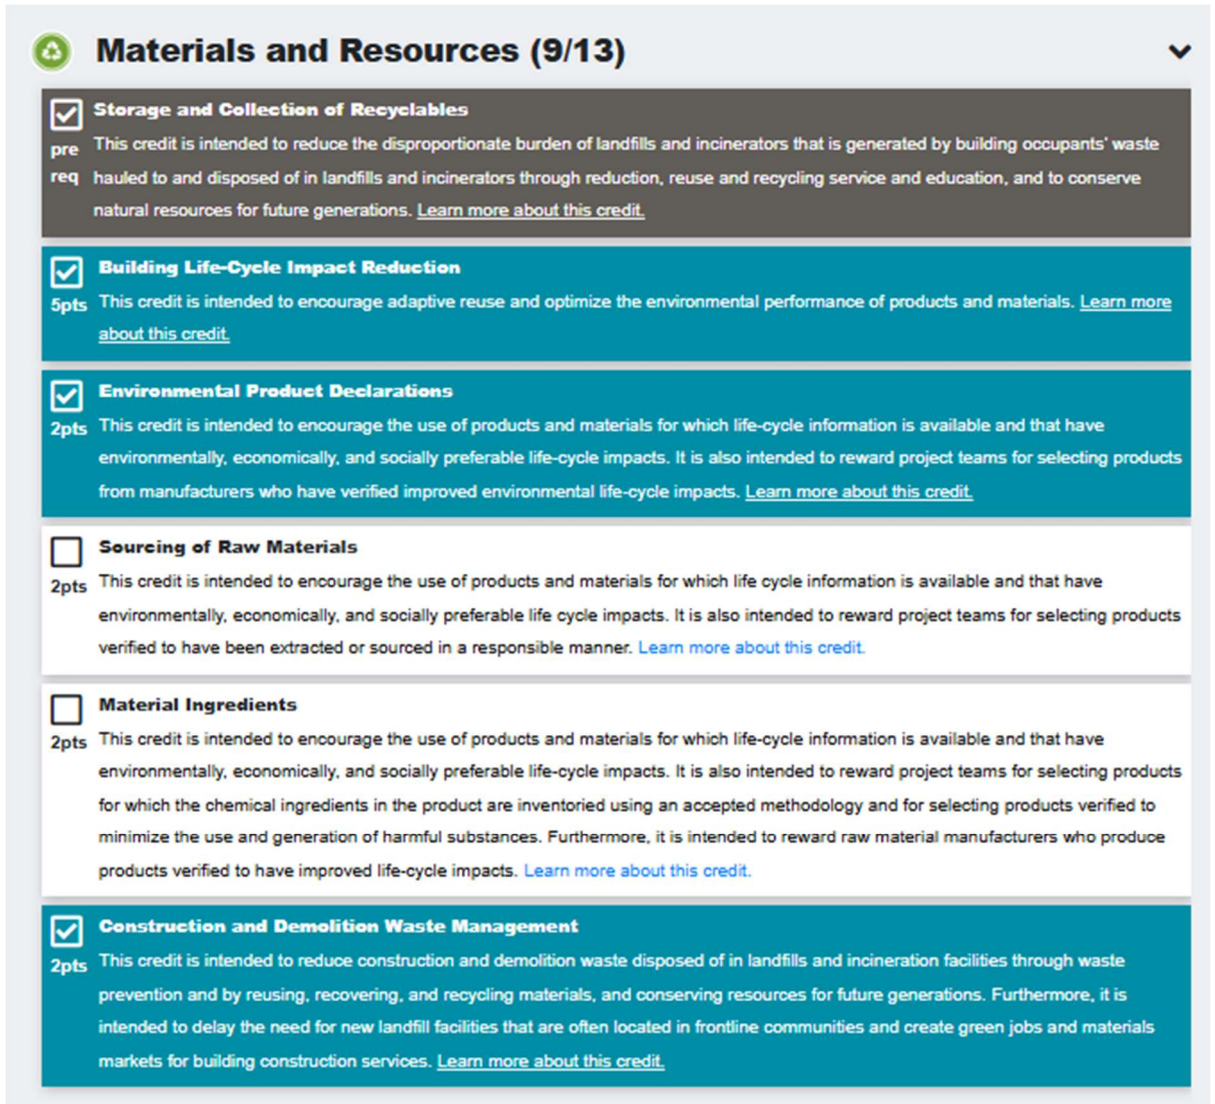 Materials and Resources (9/13)
Storage and Collection of Recyclables
pre
req
This credit is intended to reduce the disproportionate burden of landfills and incinerators that is generated by building occupants' waste
hauled to and disposed of in landfills and incinerators through reduction, reuse and recycling service and education, and to conserve
natural resources for future generations. Learn more about this credit.
Building Life-Cycle Impact Reduction
5pts
This credit is intended to encourage adaptive reuse and optimize the environmental performance of products and materials. Learn more
about this credit.
Environmental Product Declarations
2pts
This credit is intended to encourage the use of products and materials for which life-cycle information is available and that have
environmentally, economically, and socially preferable life-cycle impacts. It is also intended to reward project teams for selecting products
from manufacturers who have verified improved environmental life-cycle impacts. Learn more about this credit.
Sourcing of Raw Materials
2pts
This credit is intended to encourage the use of products and materials for which life cycle information is available and that have
environmentally, economically, and socially preferable life cycle impacts. It is also intended to reward project teams for selecting products
verified to have been extracted or sourced in a responsible manner. Learn more about this credit.
Material Ingredients
2pts
This credit is intended to encourage the use of products and materials for which life-cycle information is available and that have
environmentally, economically, and socially preferable life-cycle impacts. It is also intended to reward project teams for selecting products
for which the chemical ingredients in the product are inventoried using an accepted methodology and for selecting products verified to
minimize the use and generation of harmful substances. Furthermore, it is intended to reward raw material manufacturers who produce
products verified to have improved life-cycle impacts. Learn more about this credit.
Construction and Demolition Waste Management
2pts
This credit is intended to reduce construction and demolition waste disposed of in landfills and incineration facilities through waste
prevention and by reusing, recovering, and recycling materials, and conserving resources for future generations. Furthermore, it is
intended to delay the need for new landfill facilities that are often located in frontline communities and create green jobs and materials
markets for building construction services. Learn more about this credit.